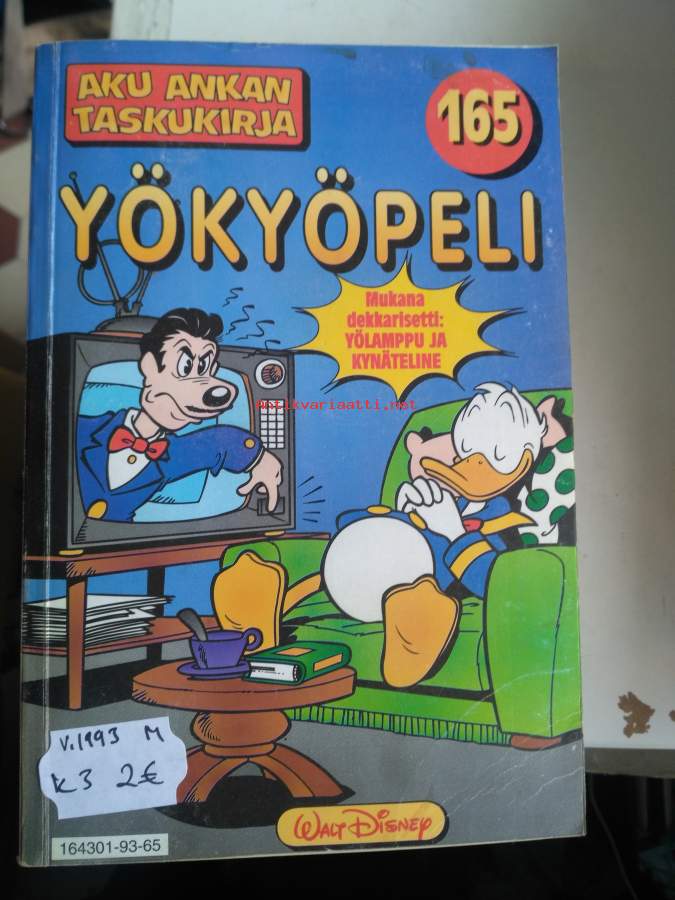 AKU ANKAN
TASKUKIRJA
165
YÖKYÖPELI
Mukana
dekkarisetti:
YÖLAMPPU JA
KYNÄTELINE
antikvariaatti.net
V.1993 M
K3 2€
WALT DISNEY
164301-93-65